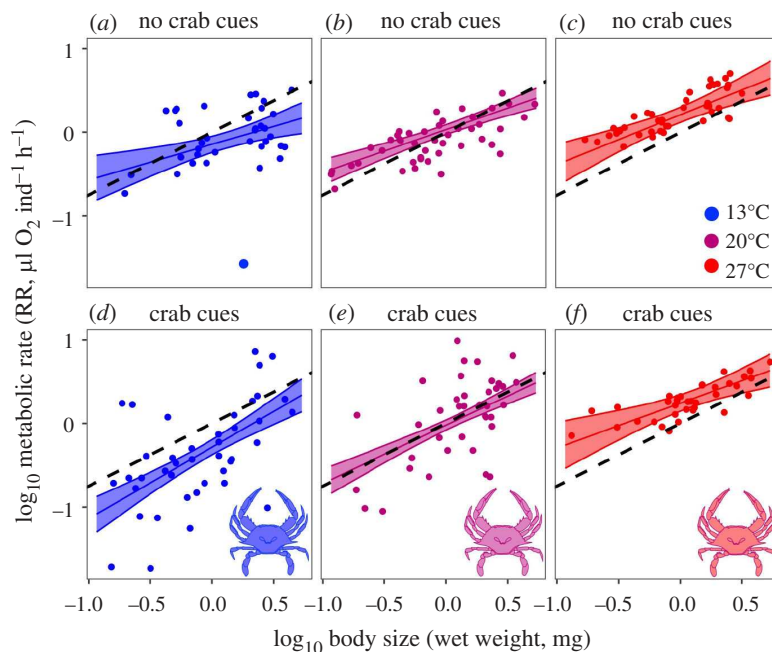 (a) no crab cues (b) no crab cues (c) no crab cues
1
0
−1
13°C
20°C
27°C
(d) crab cues (e) crab cues (f) crab cues
1
0
−1
−1.0 −0.5 0.0 0.5 −1.0 −0.5 0.0 0.5 −1.0 −0.5 0.0 0.5 1.0
log₁₀ body size (wet weight, mg)
log₁₀ metabolic rate (RR, µl O₂ ind⁻¹ h⁻¹)